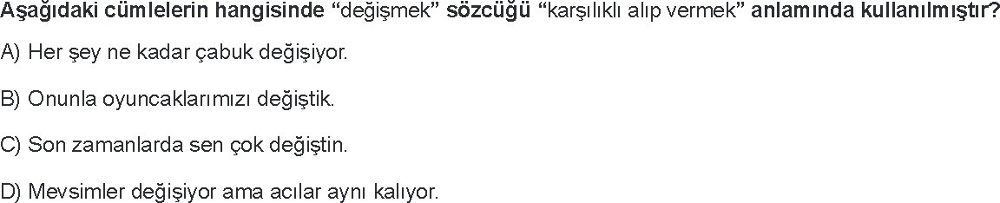 Aşağıdaki cümlelerin hangisinde “değişmek” sözcüğü “karşılıklı alıp vermek” anlamında kullanılmıştır?
A) Her şey ne kadar çabuk değişiyor.
B) Onunla oyuncaklarımızı değiştik.
C) Son zamanlarda sen çok değiştin.
D) Mevsimler değişiyor ama acılar aynı kalıyor.